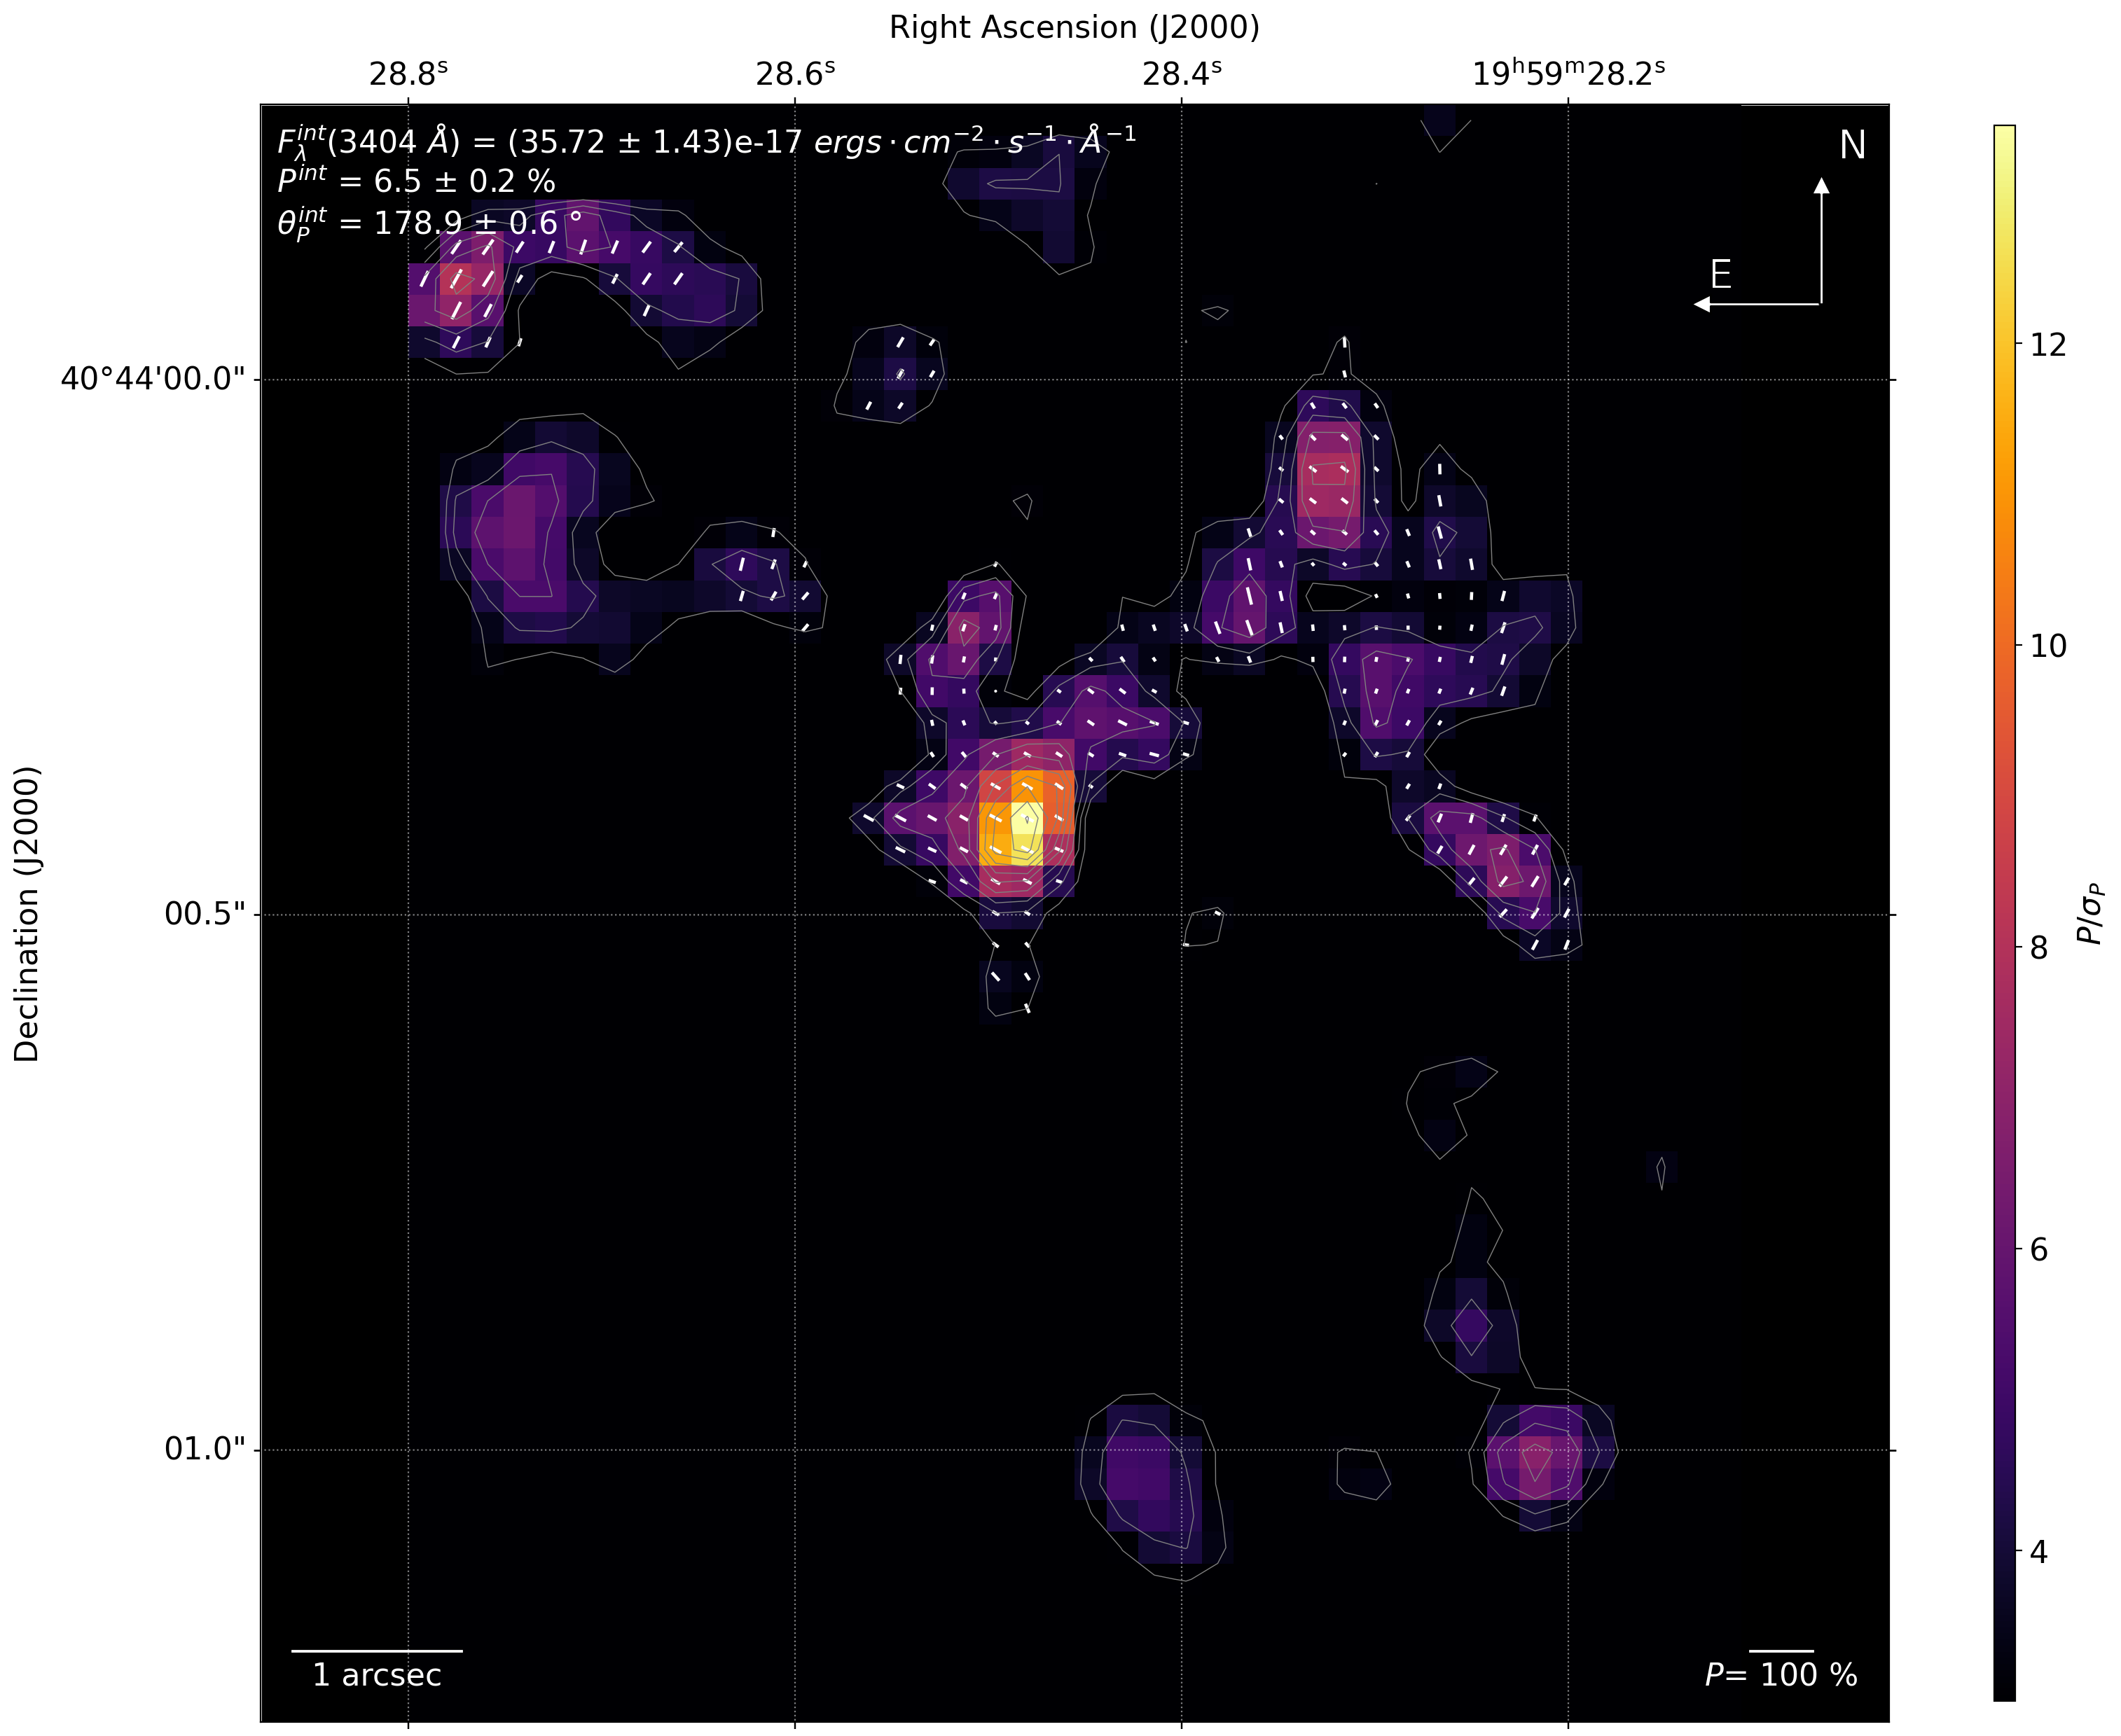 Right Ascension (J2000)
28.8ˢ 28.6ˢ 28.4ˢ 19ʰ59ᵐ28.2ˢ
F_λ^int(3404 Å) = (35.72 ± 1.43)e-17 ergs · cm⁻² · s⁻¹ · Å⁻¹
P^int = 6.5 ± 0.2 %
θ_P^int = 178.9 ± 0.6 °
N
E
40°44'00.0"
00.5"
01.0"
Declination (J2000)
1 arcsec
P= 100 %
12
10
8
6
4
P/σ_P